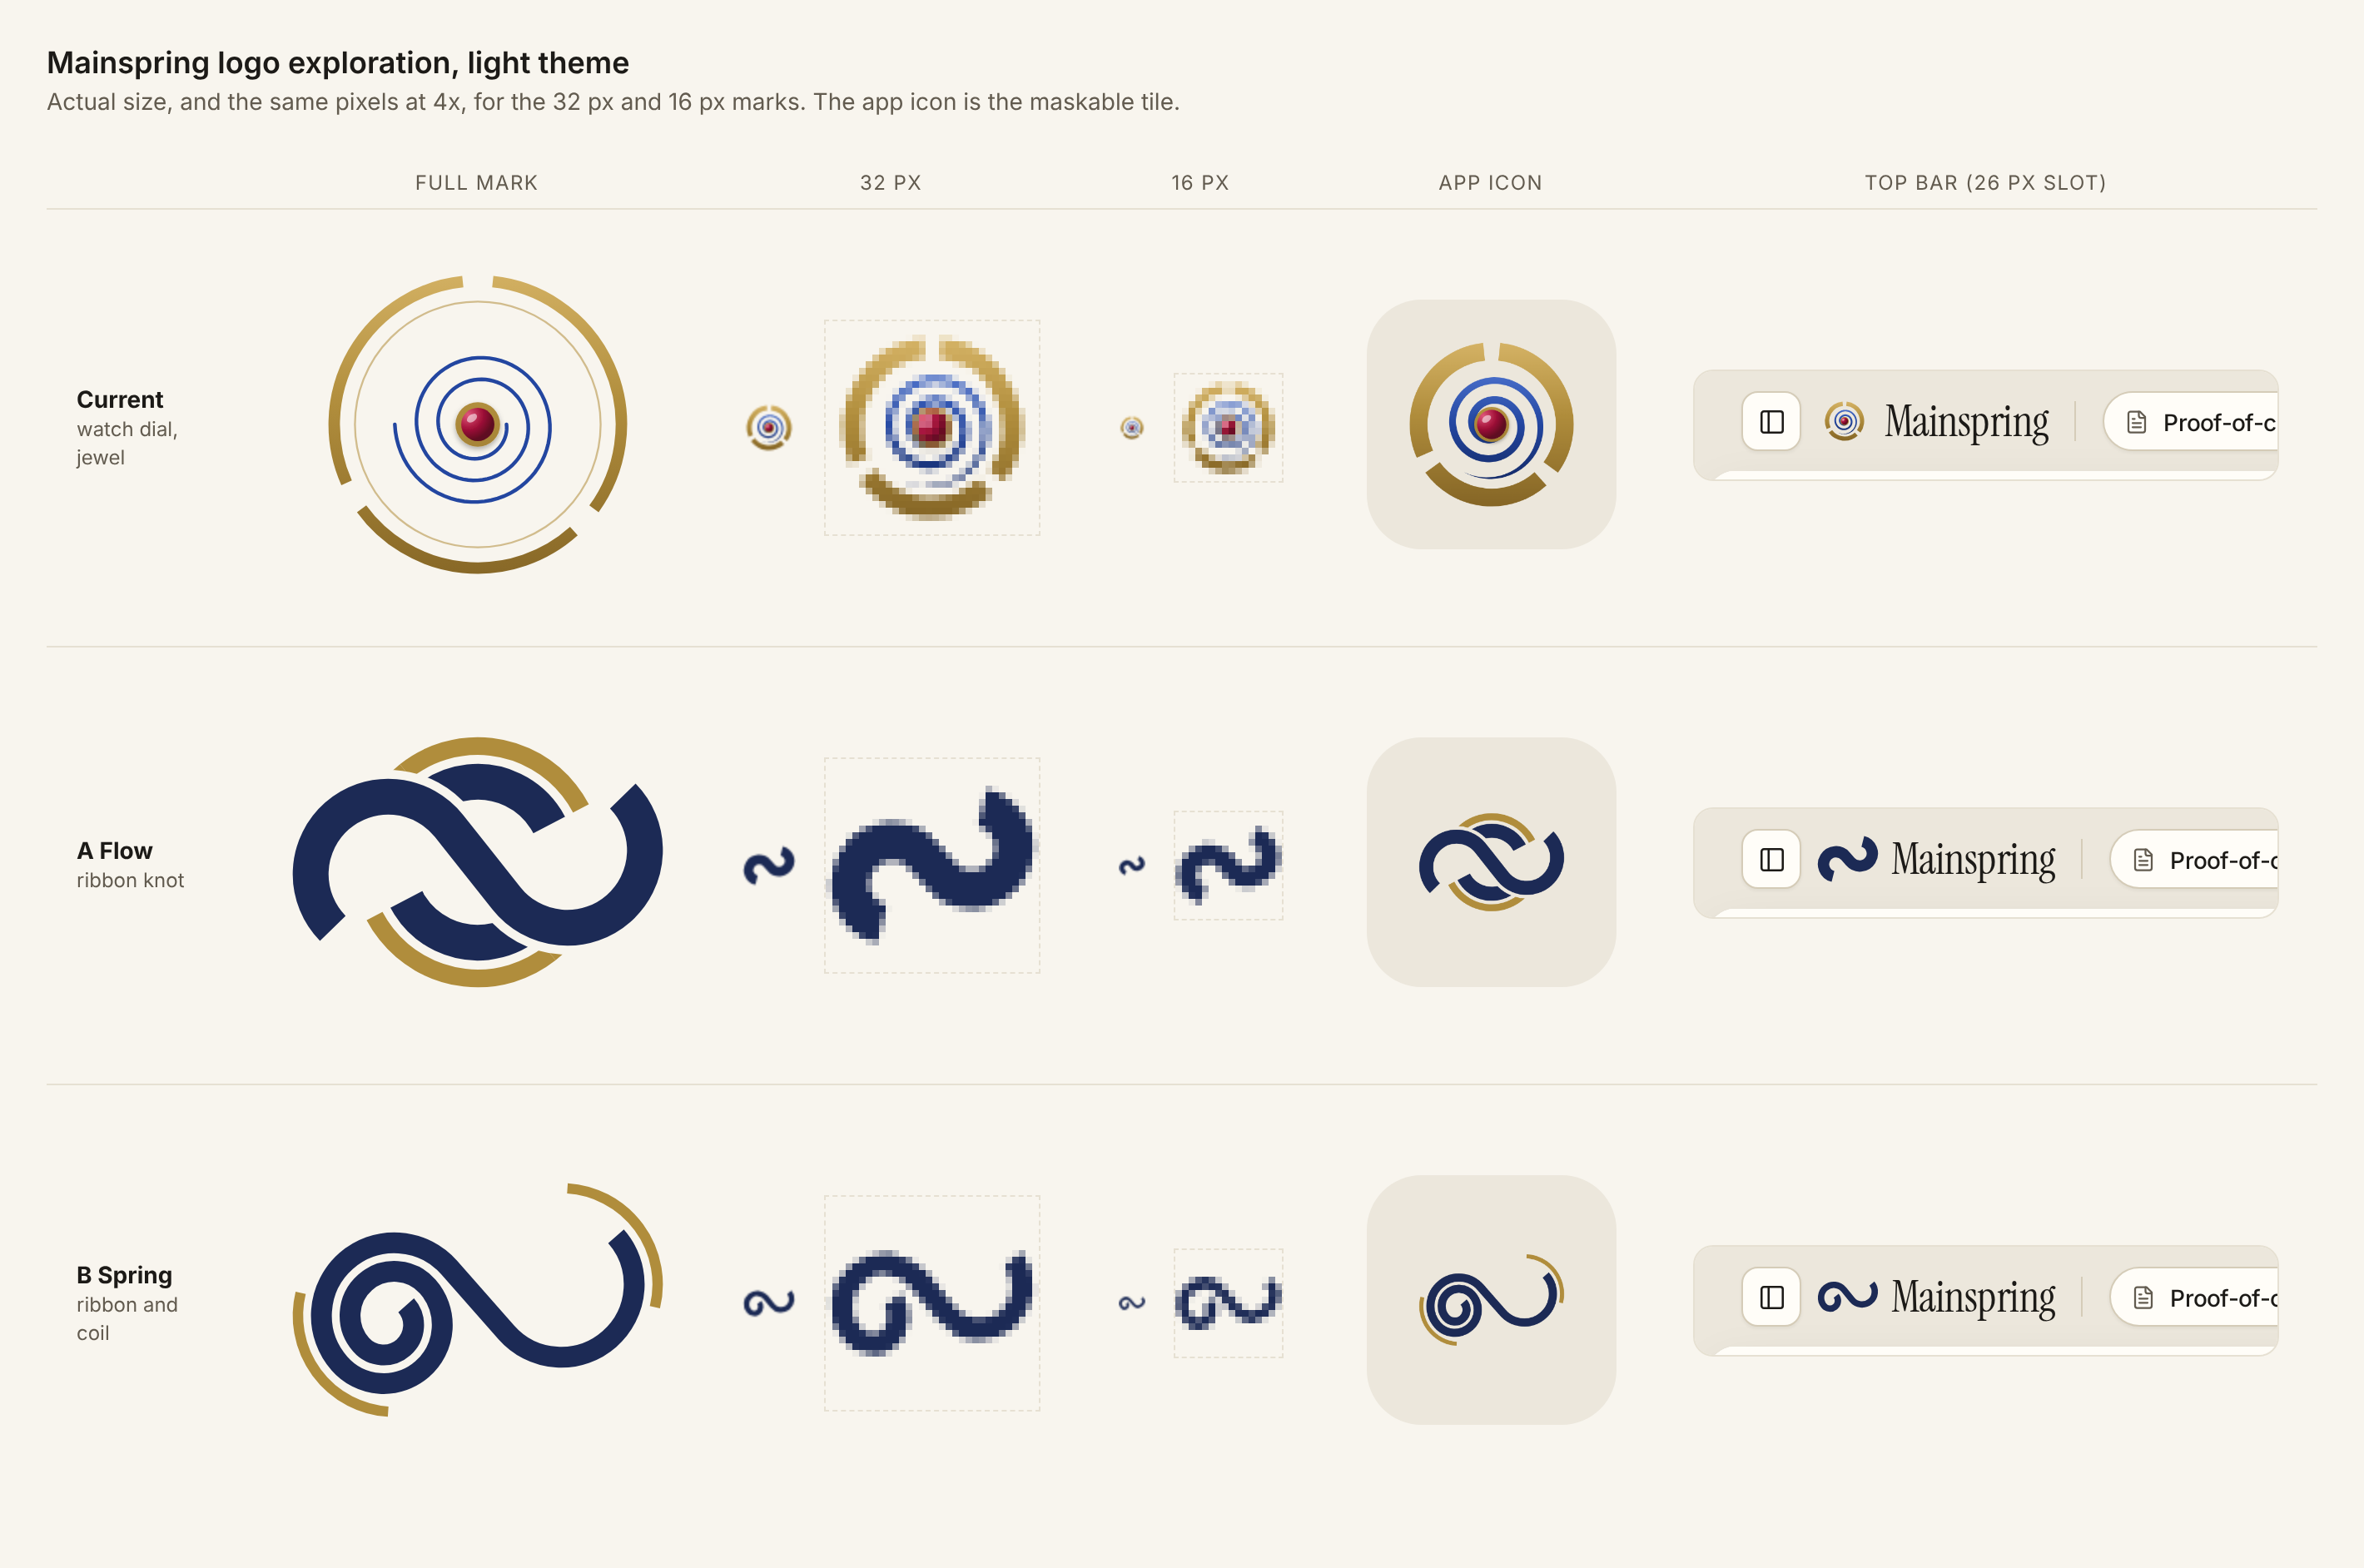 Mainspring logo exploration, light theme
Actual size, and the same pixels at 4x, for the 32 px and 16 px marks. The app icon is the maskable tile.
FULL MARK
32 PX
16 PX
APP ICON
TOP BAR (26 PX SLOT)
Current
watch dial,
jewel
Mainspring
Proof-of-c
A Flow
ribbon knot
Mainspring
Proof-of-c
B Spring
ribbon and
coil
Mainspring
Proof-of-c